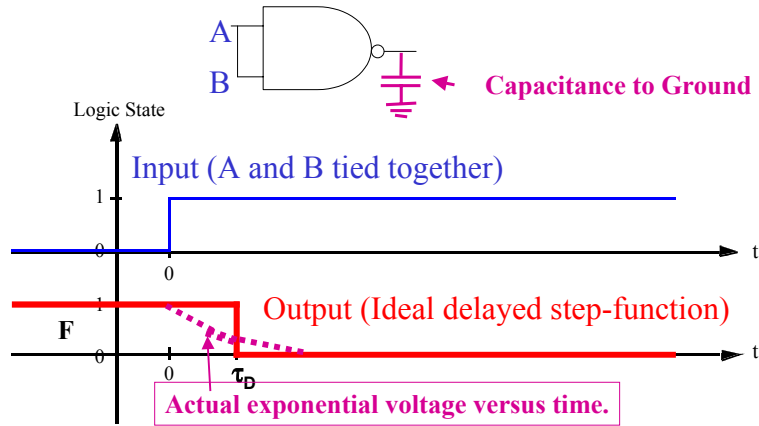 A
B
Capacitance to Ground
Logic State
Input (A and B tied together)
1
0
t
0
1
Output (Ideal delayed step-function)
F
0
t
0
τD
Actual exponential voltage versus time.